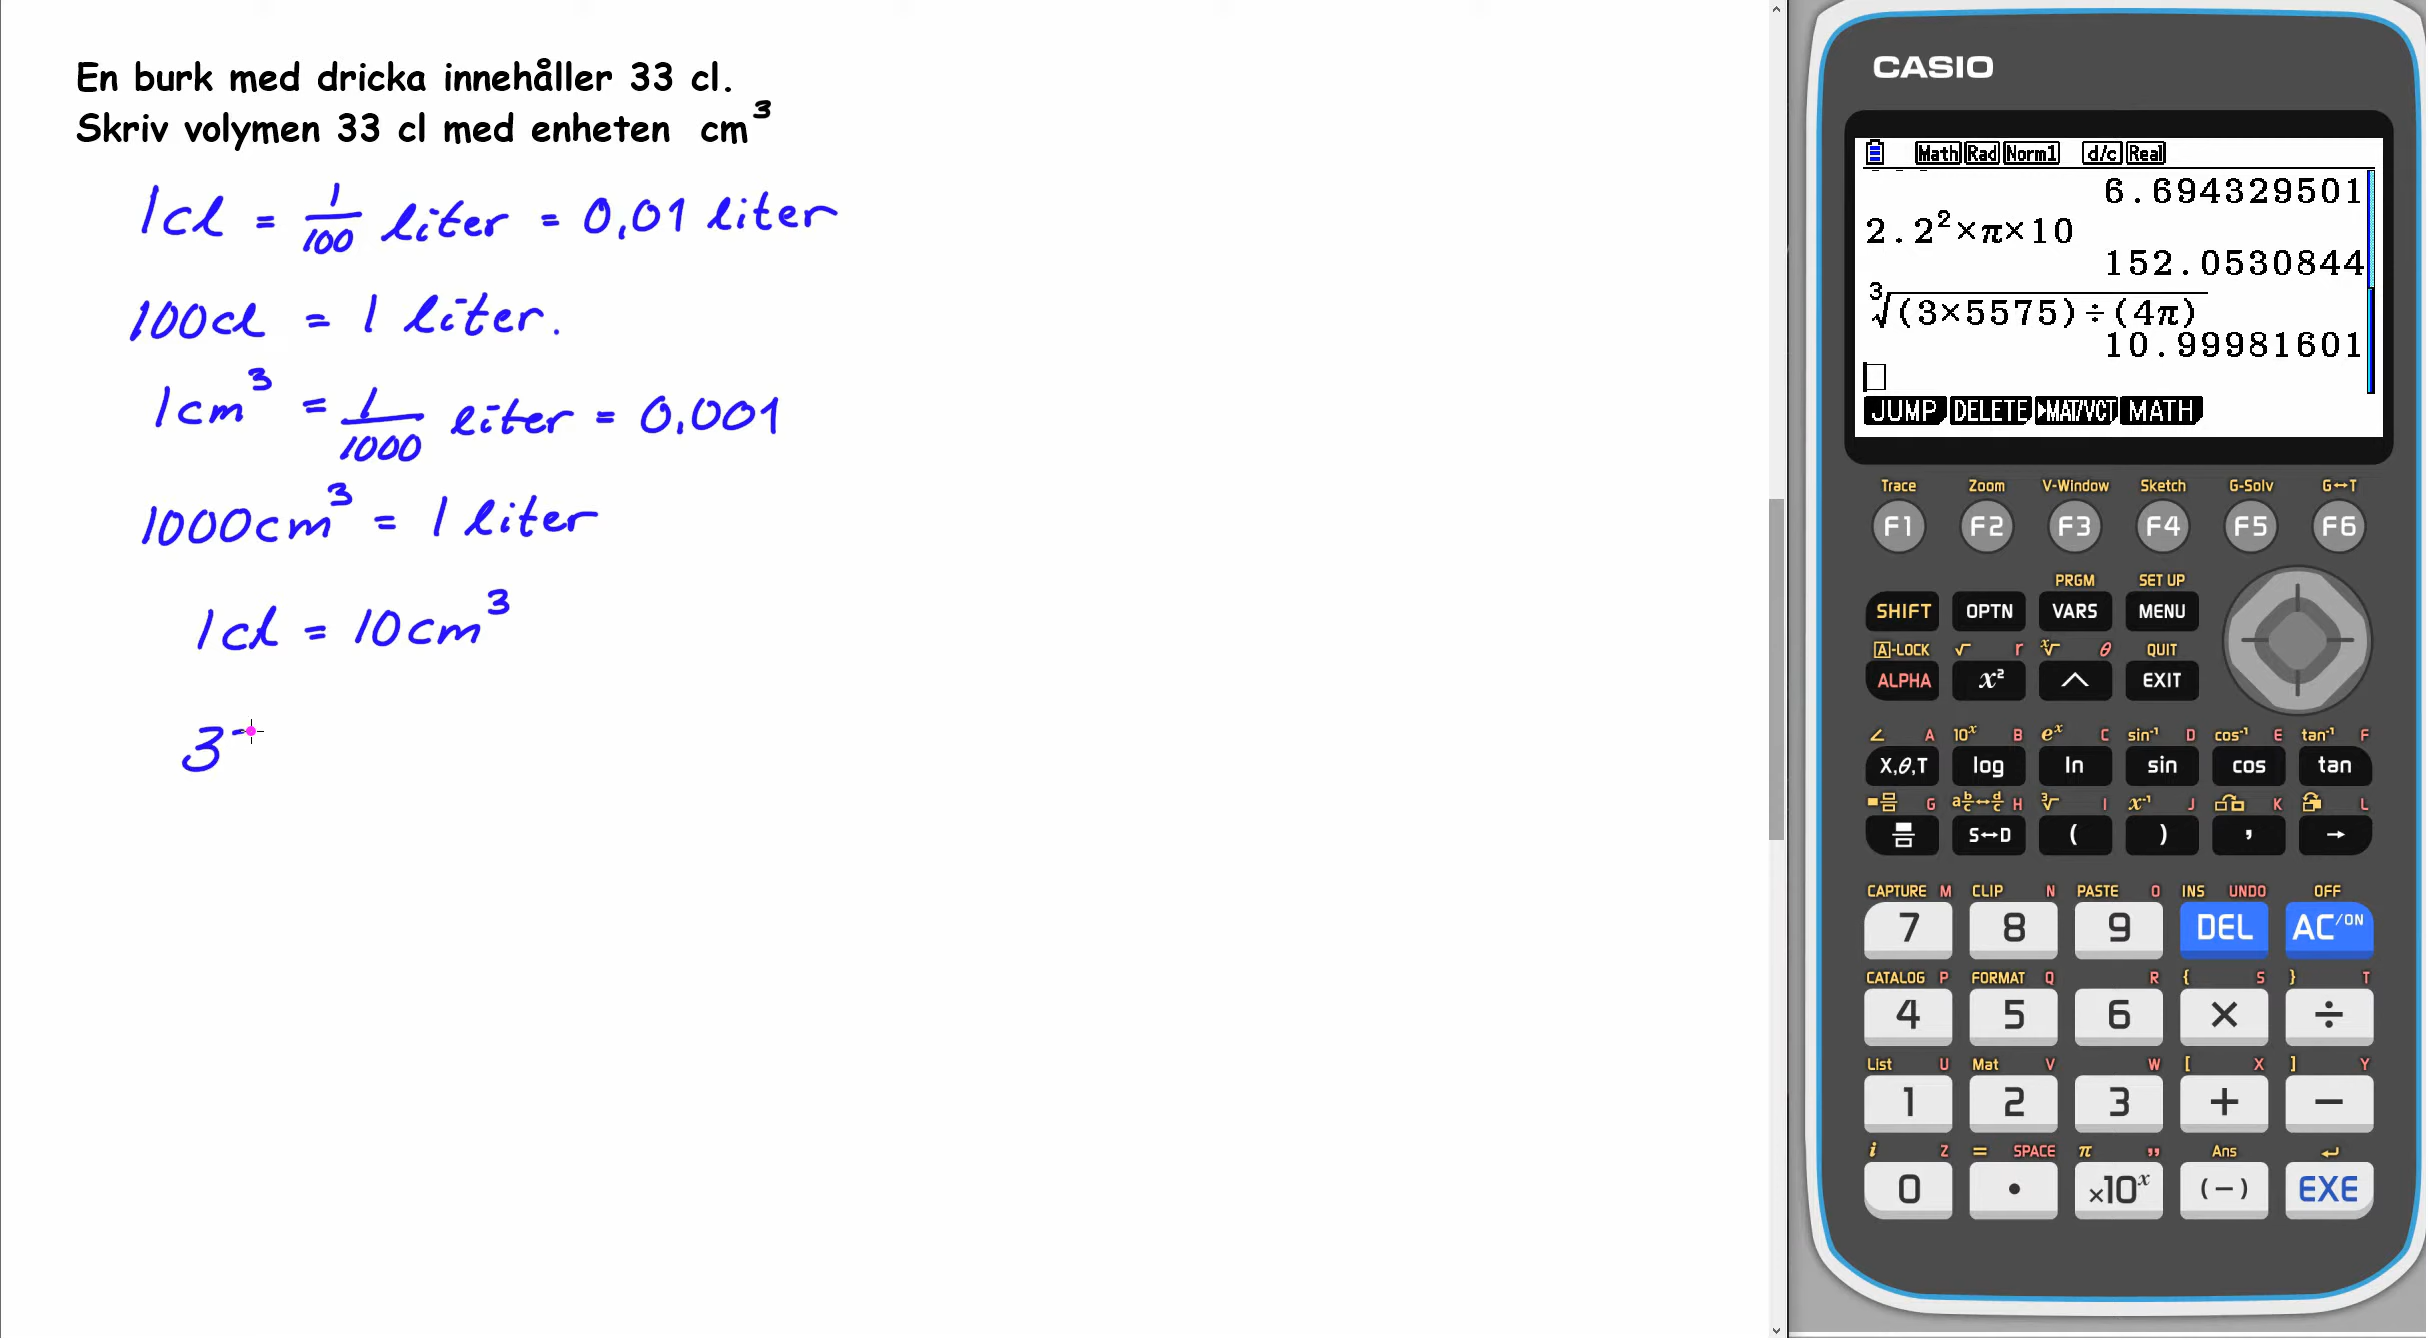 En burk med dricka innehåller 33 cl.
Skriv volymen 33 cl med enheten cm³
1cl = 1/100 liter = 0,01 liter
100cl = 1 liter.
1cm³ = 1/1000 liter = 0,001
1000cm³ = 1 liter
1cl = 10cm³
3
CASIO
Math Rad Norm1 d/c Real
6.694329501
2.2²×π×10
152.0530844
³√(3×5575)÷(4π)
10.99981601
JUMP DELETE ▶MAT/VCT MATH
Trace Zoom V-Window Sketch G-Solv G↔T
F1 F2 F3 F4 F5 F6
PRGM SET UP
SHIFT OPTN VARS MENU
A-LOCK √ r ˣ√ θ QUIT
ALPHA x² ^ EXIT
∠ A 10ˣ B eˣ C sin⁻¹ D cos⁻¹ E tan⁻¹ F
X,θ,T log ln sin cos tan
G a b/c↔d/c H ³√ I x⁻¹ J K L
S↔D ( ) , →
CAPTURE M CLIP N PASTE O INS UNDO OFF
7 8 9 DEL AC/ON
CATALOG P FORMAT Q R { S } T
4 5 6 × ÷
List U Mat V W [ X ] Y
1 2 3 + −
i Z = SPACE π " Ans ↵
0 . ×10ˣ (−) EXE